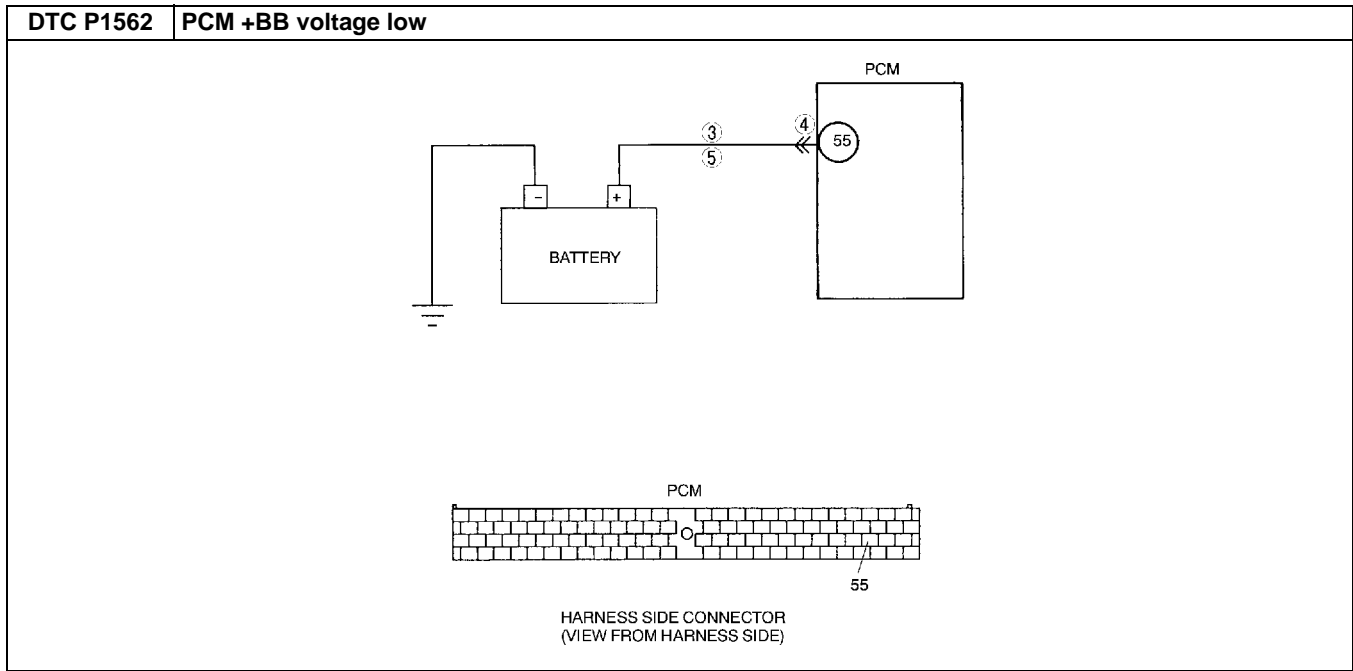 DTC P1562 PCM +BB voltage low
PCM
3
4
55
5
- +
BATTERY
PCM
55
HARNESS SIDE CONNECTOR
(VIEW FROM HARNESS SIDE)